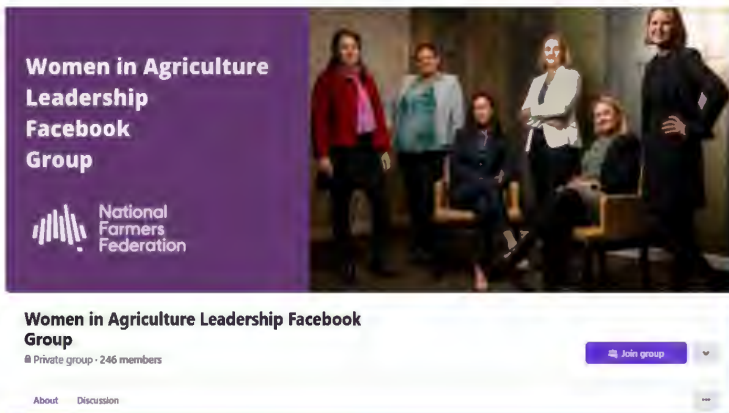 Women in Agriculture
Leadership
Facebook
Group
National
Farmers
Federation
Women in Agriculture Leadership Facebook
Group
Private group · 246 members
Join group
About
Discussion